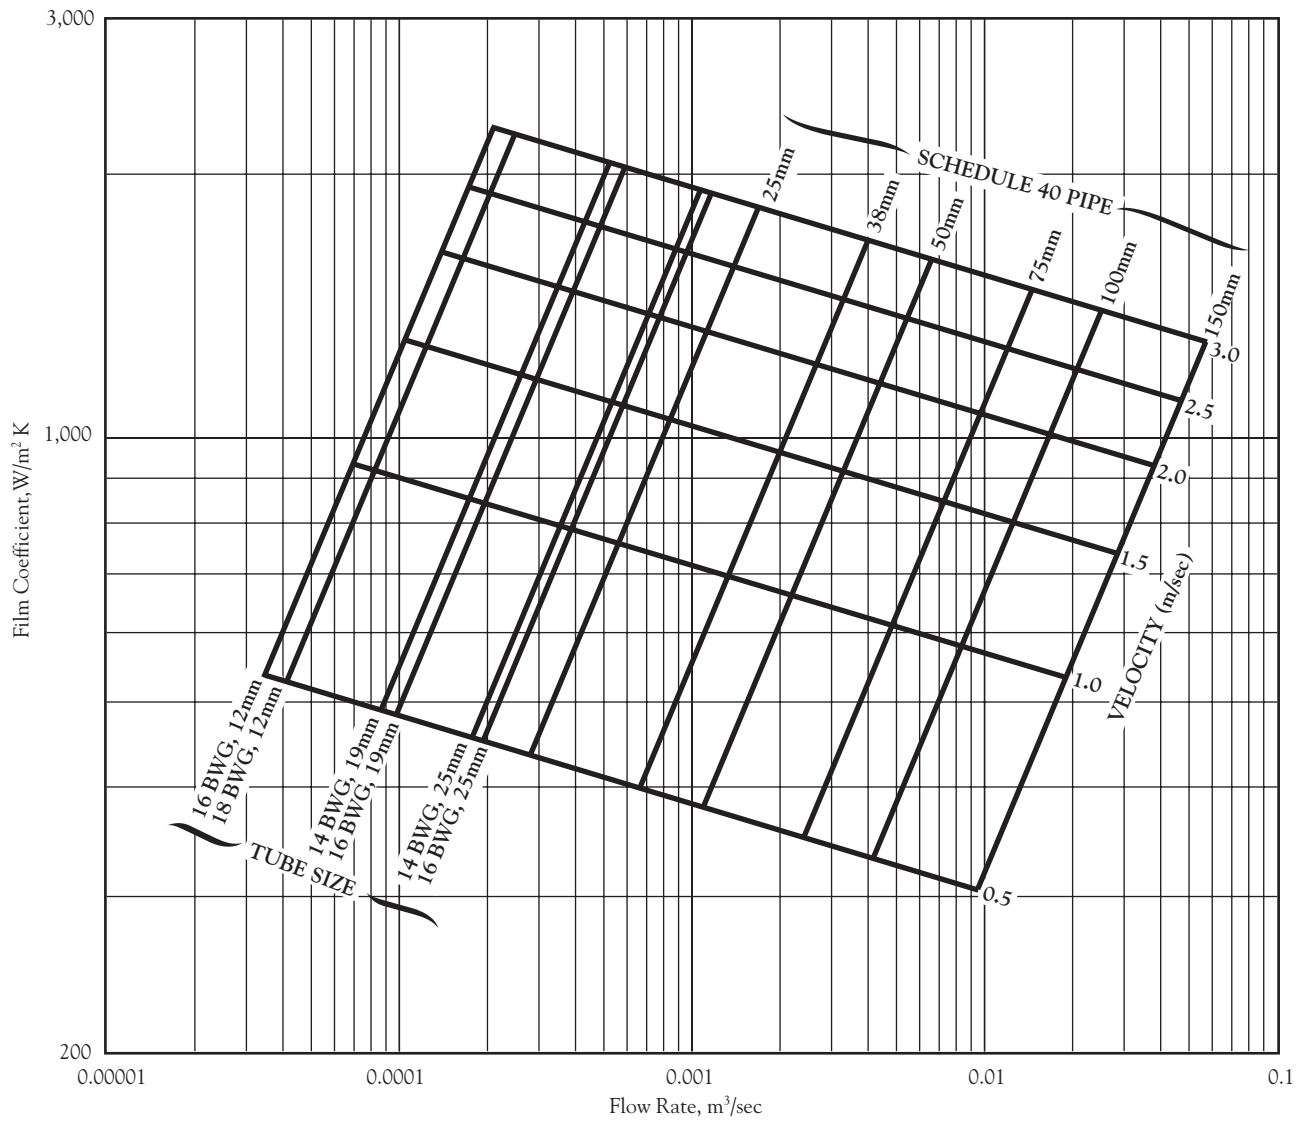 3,000
1,000
200
Film Coefficient, W/m² K
SCHEDULE 40 PIPE
25mm
38mm
50mm
75mm
100mm
150mm
3.0
2.5
2.0
1.5
1.0
0.5
VELOCITY (m/sec)
16 BWG, 12mm
18 BWG, 12mm
14 BWG, 19mm
16 BWG, 19mm
14 BWG, 25mm
16 BWG, 25mm
TUBE SIZE
0.00001
0.0001
0.001
0.01
0.1
Flow Rate, m³/sec